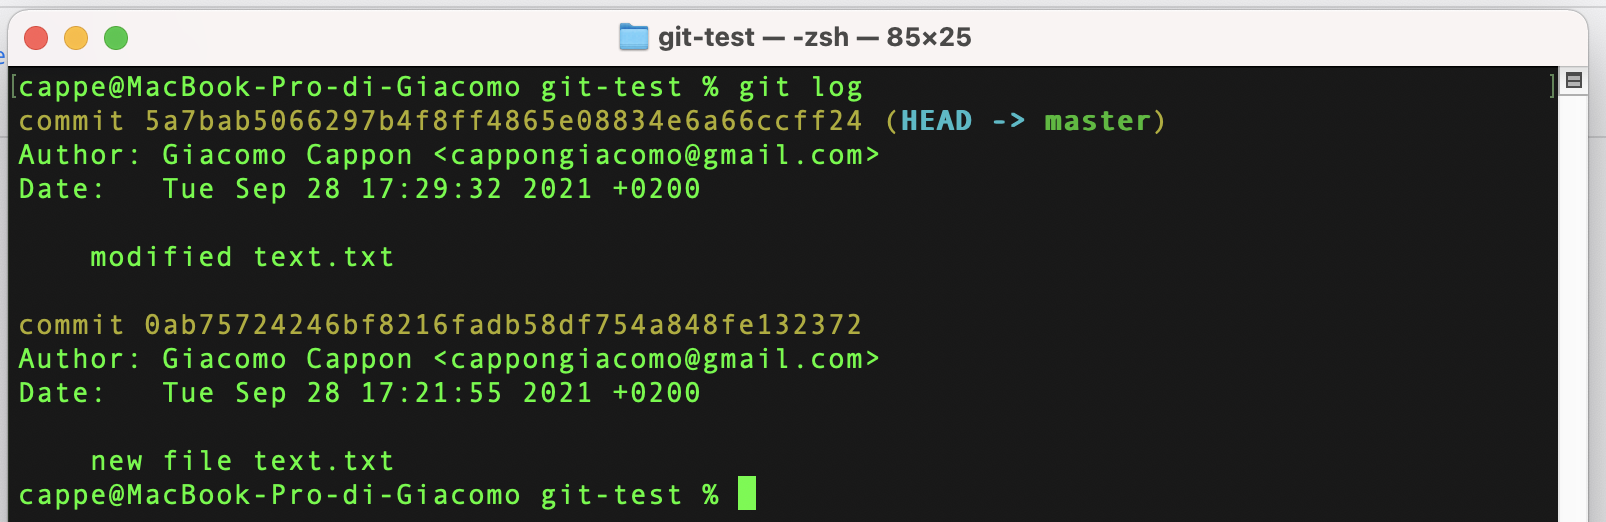 git-test — -zsh — 85×25
[cappe@MacBook-Pro-di-Giacomo git-test % git log ]
commit 5a7bab5066297b4f8ff4865e08834e6a66ccff24 (HEAD -> master)
Author: Giacomo Cappon <cappongiacomo@gmail.com>
Date:   Tue Sep 28 17:29:32 2021 +0200
    modified text.txt
commit 0ab75724246bf8216fadb58df754a848fe132372
Author: Giacomo Cappon <cappongiacomo@gmail.com>
Date:   Tue Sep 28 17:21:55 2021 +0200
    new file text.txt
cappe@MacBook-Pro-di-Giacomo git-test %